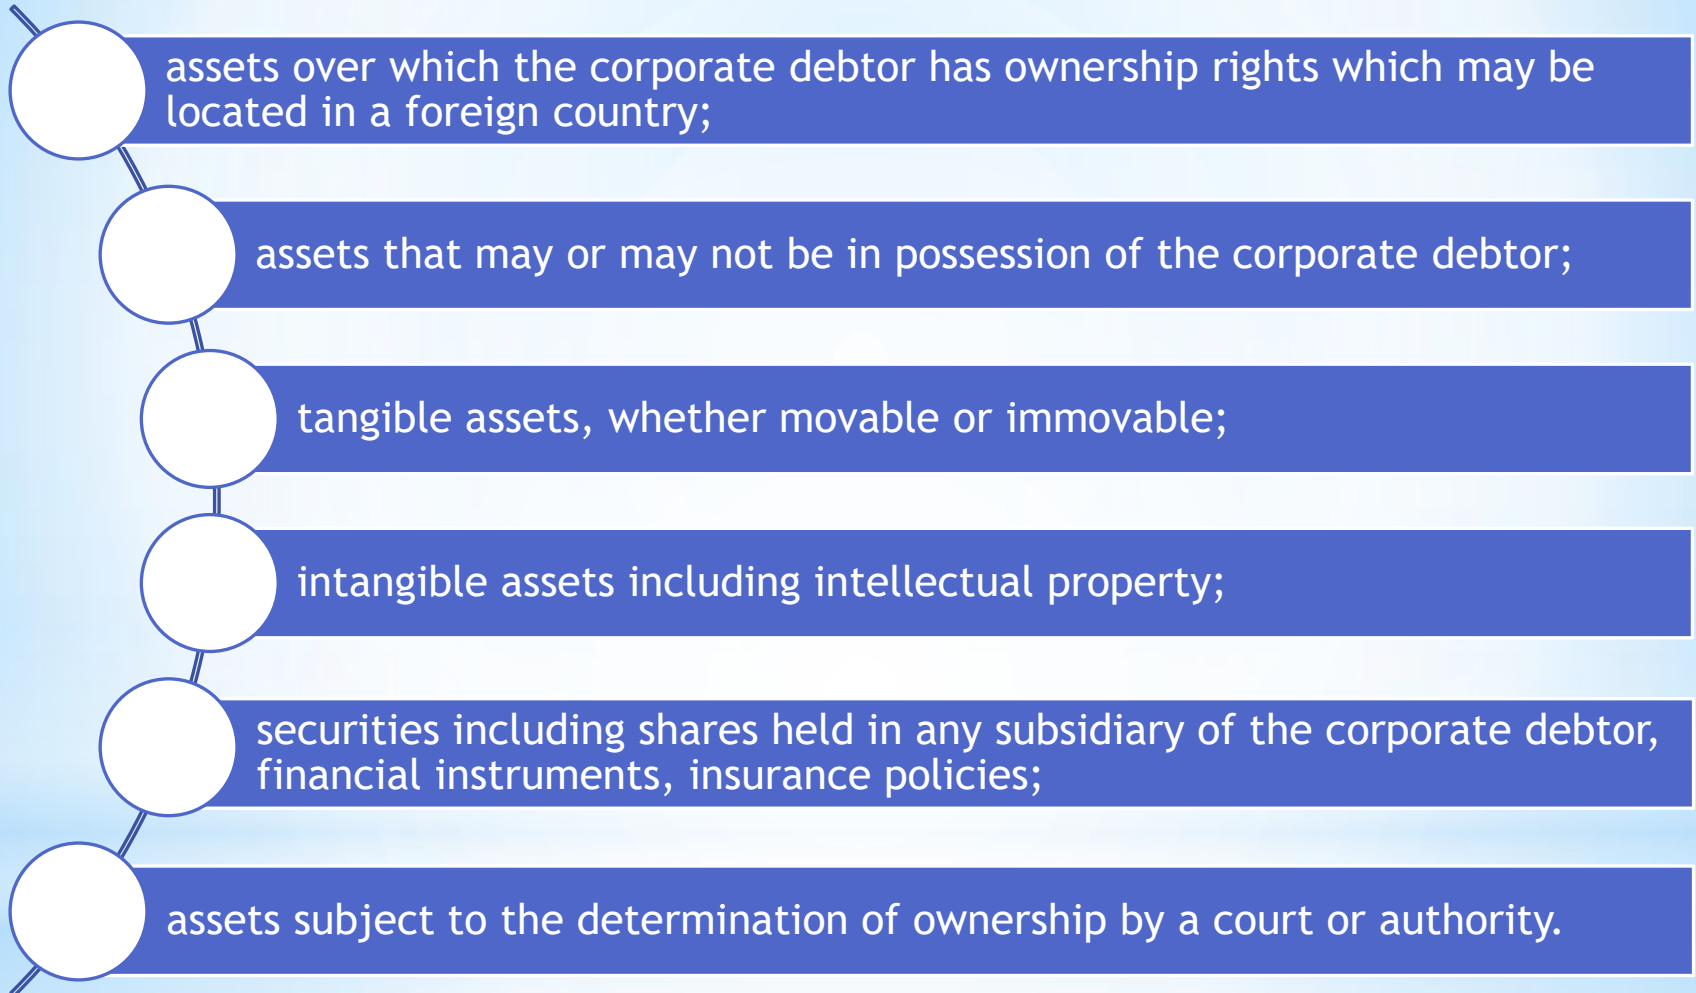 assets over which the corporate debtor has ownership rights which may be
located in a foreign country;
assets that may or may not be in possession of the corporate debtor;
tangible assets, whether movable or immovable;
intangible assets including intellectual property;
securities including shares held in any subsidiary of the corporate debtor,
financial instruments, insurance policies;
assets subject to the determination of ownership by a court or authority.